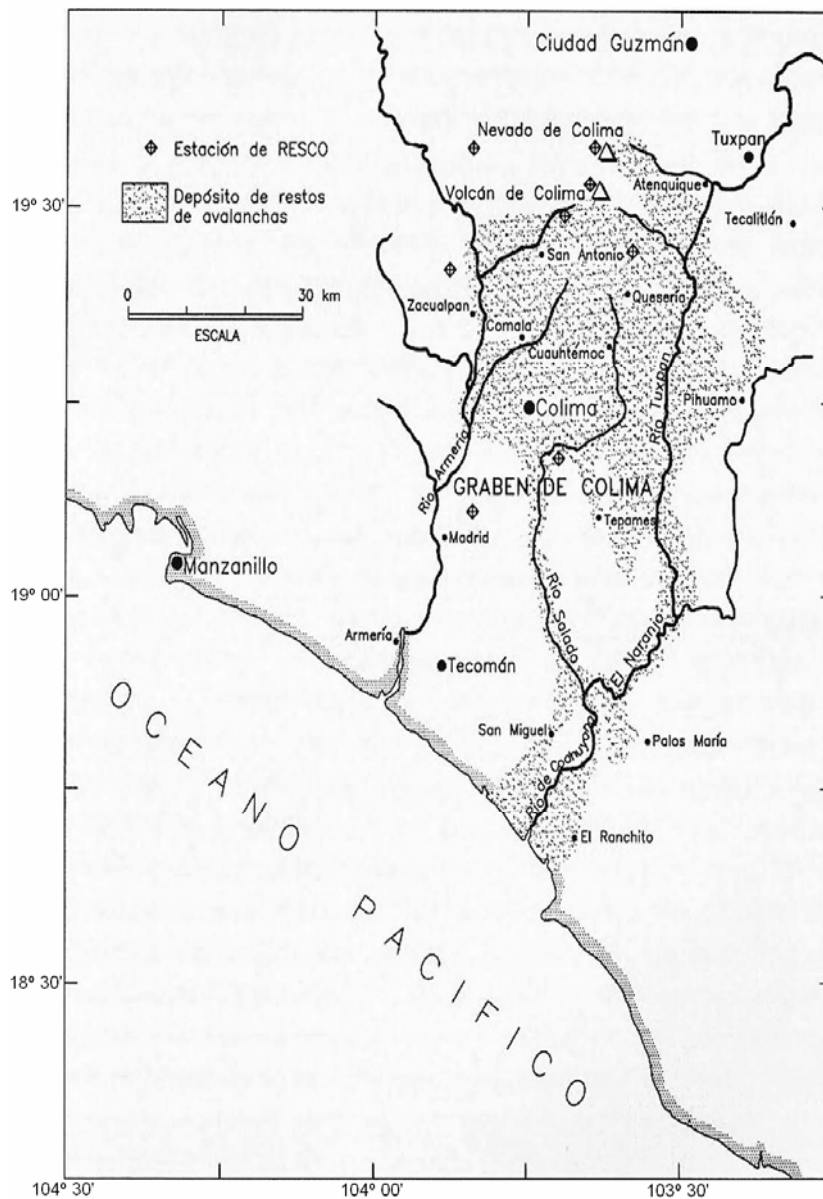 Ciudad Guzmán
Estación de RESCO
Nevado de Colima
Tuxpan
Depósito de restos
de avalanchas
Volcán de Colima
Atenquique
19° 30'
Tecalitlán
San Antonio
0 30 km
ESCALA
Zacualpan
Quesería
Comala
Cuauhtémoc
Río Tuxpan
Pihuamo
Colima
Río Armería
GRABEN DE COLIMA
Tepames
Madrid
Manzanillo
19° 00'
Río Salado
Armería
El Naranjo
Tecomán
San Miguel
Palos María
Río de Coahuyana
El Ranchito
OCEANO PACIFICO
18° 30'
104° 30' 104° 00' 103° 30'